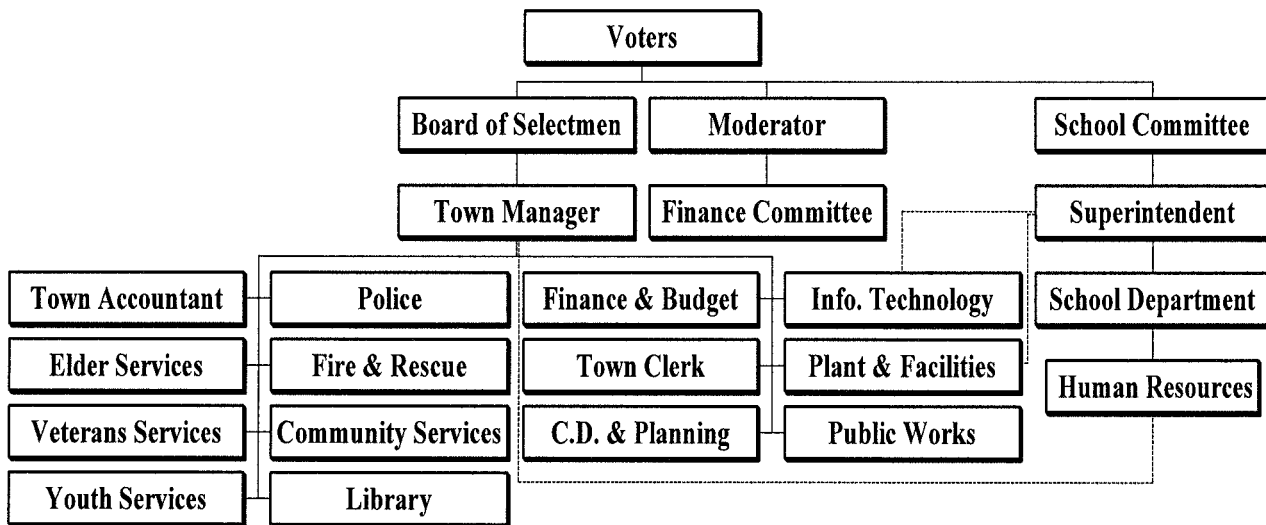 Voters
Board of Selectmen
Moderator
School Committee
Town Manager
Finance Committee
Superintendent
Town Accountant
Police
Finance & Budget
Info. Technology
School Department
Elder Services
Fire & Rescue
Town Clerk
Plant & Facilities
Human Resources
Veterans Services
Community Services
C.D. & Planning
Public Works
Youth Services
Library